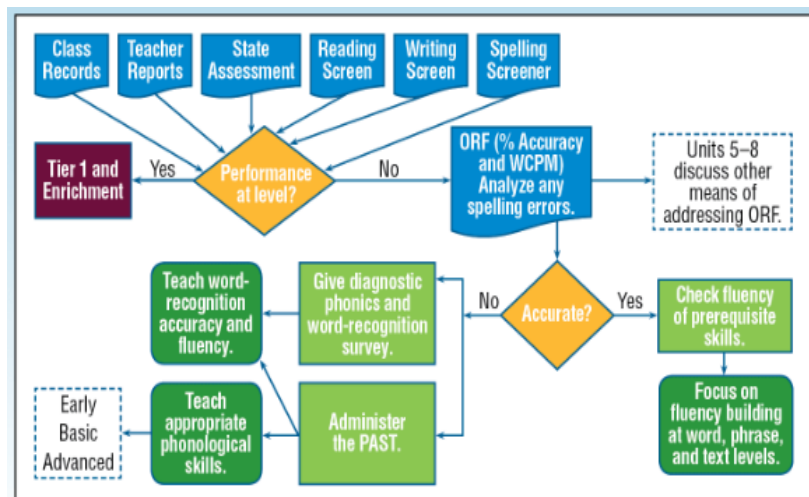 Class
Records
Teacher
Reports
State
Assessment
Reading
Screen
Writing
Screen
Spelling
Screener
Tier 1 and
Enrichment
Yes
Performance
at level?
No
ORF (% Accuracy
and WCPM)
Analyze any
spelling errors.
Units 5–8
discuss other
means of
addressing ORF.
Teach word-
recognition
accuracy and
fluency.
Give diagnostic
phonics and
word-recognition
survey.
No
Accurate?
Yes
Check fluency
of prerequisite
skills.
Early
Basic
Advanced
Teach
appropriate
phonological
skills.
Administer
the PAST.
Focus on
fluency building
at word, phrase,
and text levels.